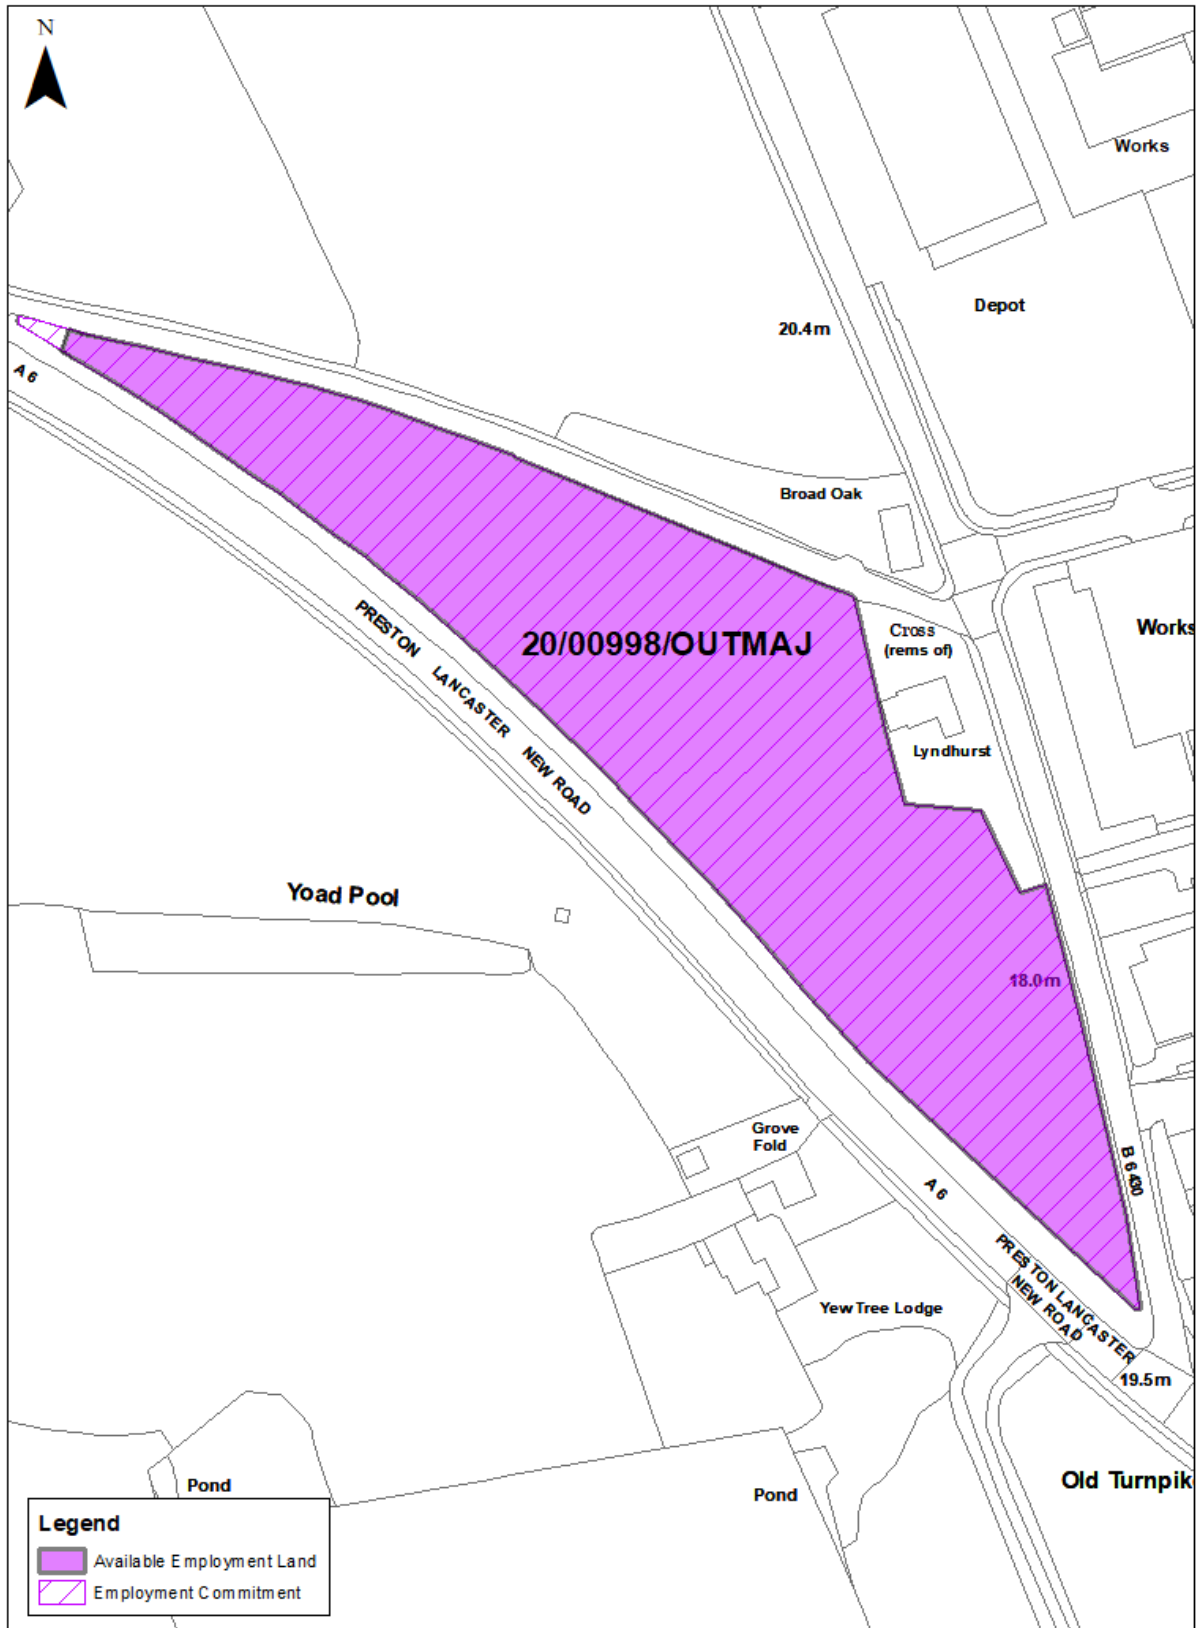 N
Works
Depot
20.4m
A 6
Broad Oak
PRESTON LANCASTER NEW ROAD
20/00998/OUTMAJ
Cross
(rems of)
Works
Lyndhurst
Yoad Pool
18.0m
Grove
Fold
B 6430
A 6
PRESTON LANCASTER
NEW ROAD
Yew Tree Lodge
19.5m
Old Turnpik
Pond
Pond
Legend
Available Employment Land
Employment Commitment